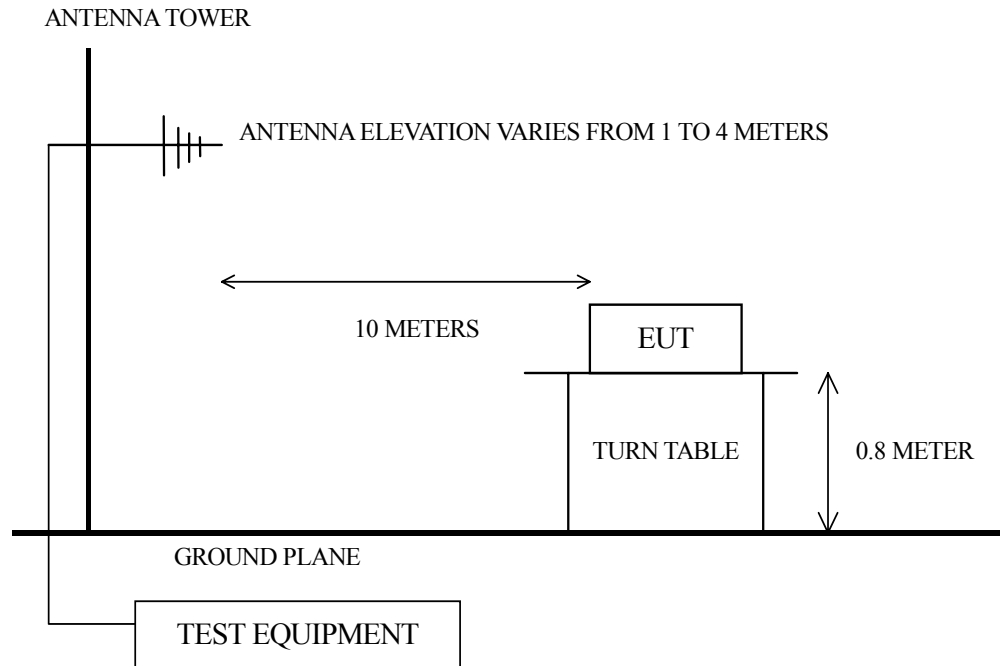 ANTENNA TOWER
ANTENNA ELEVATION VARIES FROM 1 TO 4 METERS
10 METERS
EUT
TURN TABLE
0.8 METER
GROUND PLANE
TEST EQUIPMENT